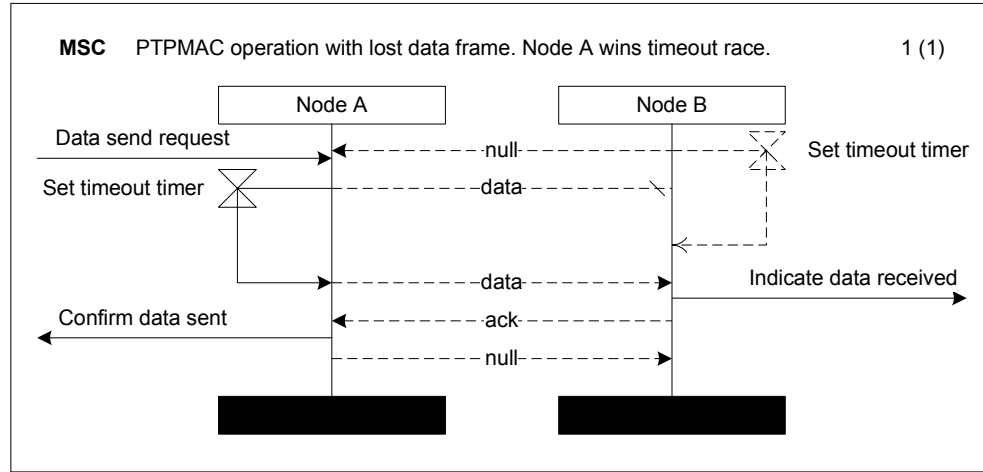 MSC PTPMAC operation with lost data frame. Node A wins timeout race. 1 (1)
Node A Node B
Data send request
null
Set timeout timer
Set timeout timer
data
data
Indicate data received
Confirm data sent
ack
null